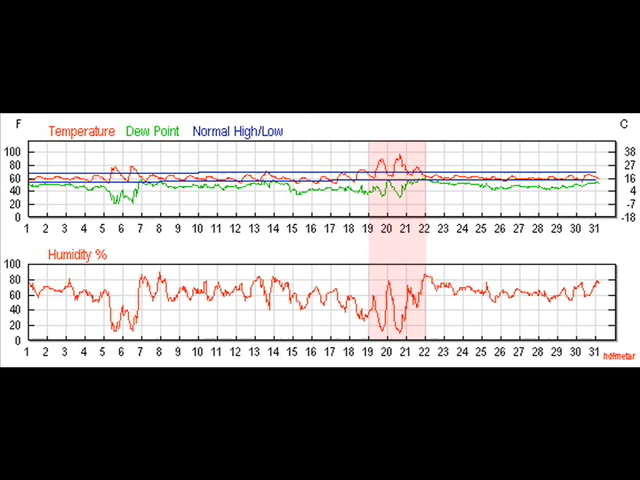 F C
Temperature Dew Point Normal High/Low
100 38
80 27
60 16
40 4
20 -7
0 -18
1 2 3 4 5 6 7 8 9 10 11 12 13 14 15 16 17 18 19 20 21 22 23 24 25 26 27 28 29 30 31
Humidity %
100
80
60
40
20
0
1 2 3 4 5 6 7 8 9 10 11 12 13 14 15 16 17 18 19 20 21 22 23 24 25 26 27 28 29 30 31
hdfmetar